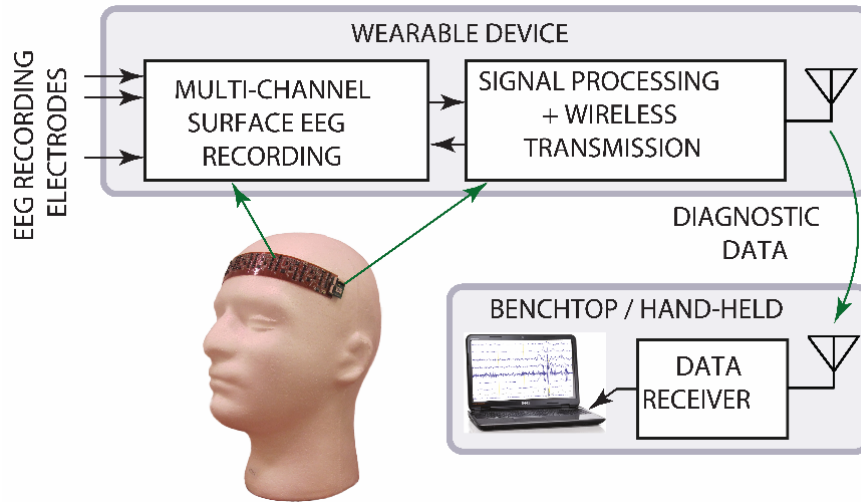 WEARABLE DEVICE
EEG RECORDING
ELECTRODES
MULTI-CHANNEL
SURFACE EEG
RECORDING
SIGNAL PROCESSING
+ WIRELESS
TRANSMISSION
DIAGNOSTIC
DATA
BENCHTOP / HAND-HELD
DATA
RECEIVER